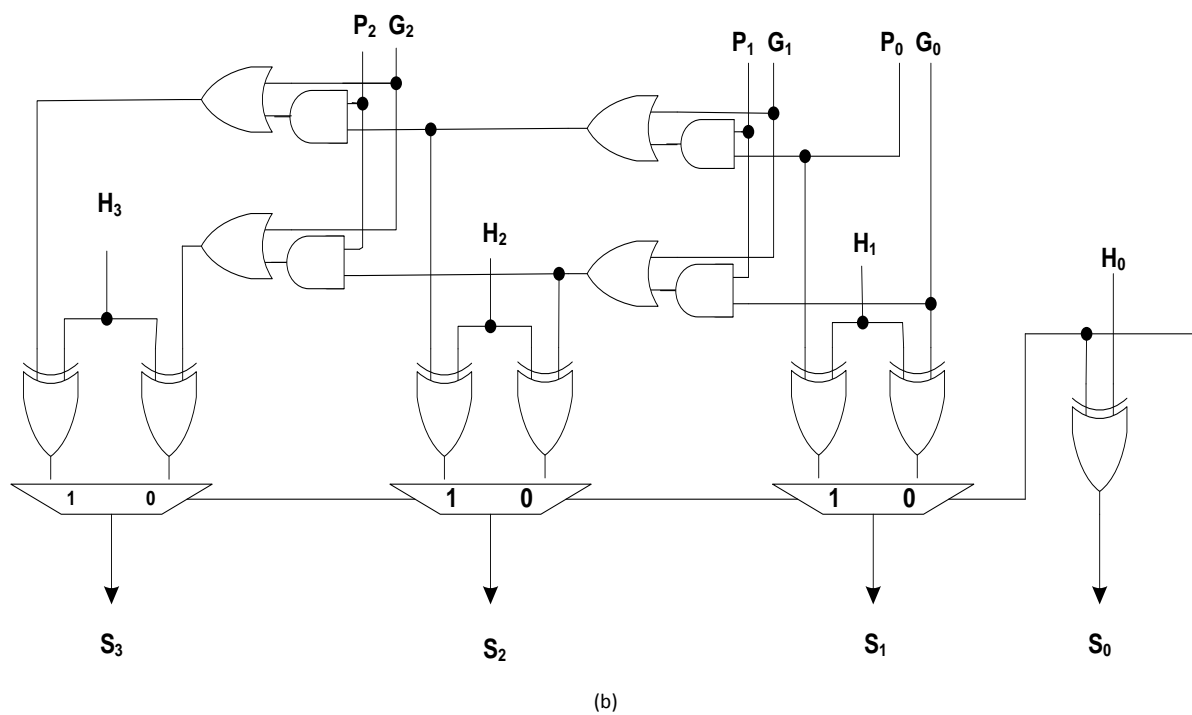 P₂ G₂
P₁ G₁
P₀ G₀
H₃
H₂
H₁
H₀
1 0
1 0
1 0
S₃
S₂
S₁
S₀
(b)